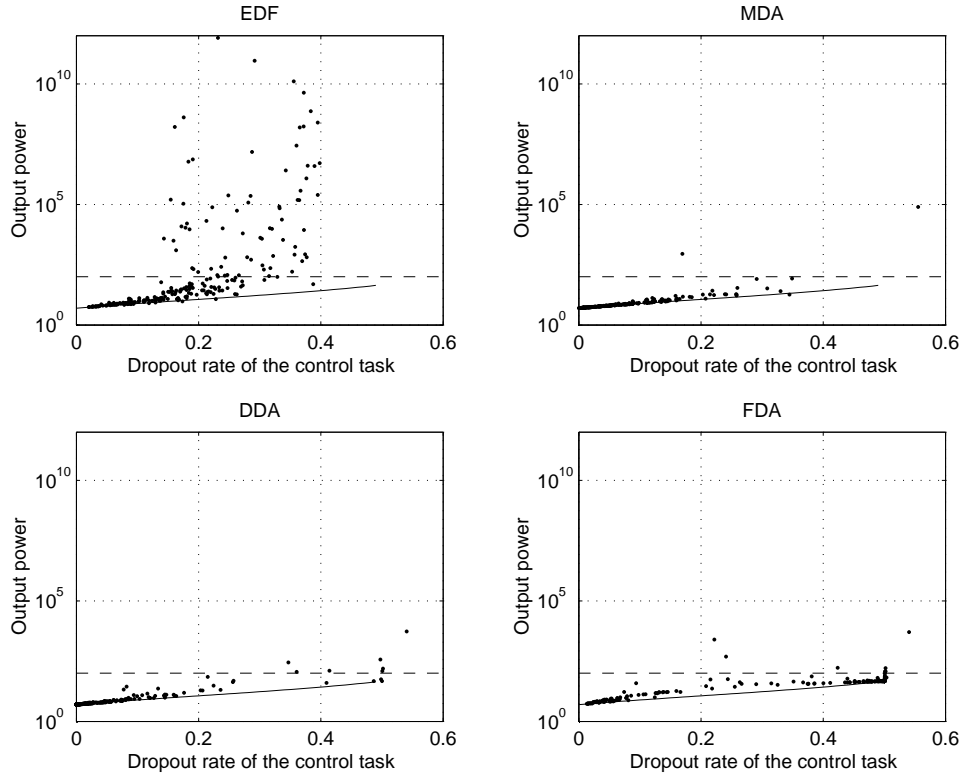 EDF
Output power
10^10
10^5
10^0
0 0.2 0.4 0.6
Dropout rate of the control task
MDA
Output power
10^10
10^5
10^0
0 0.2 0.4 0.6
Dropout rate of the control task
DDA
Output power
10^10
10^5
10^0
0 0.2 0.4 0.6
Dropout rate of the control task
FDA
Output power
10^10
10^5
10^0
0 0.2 0.4 0.6
Dropout rate of the control task